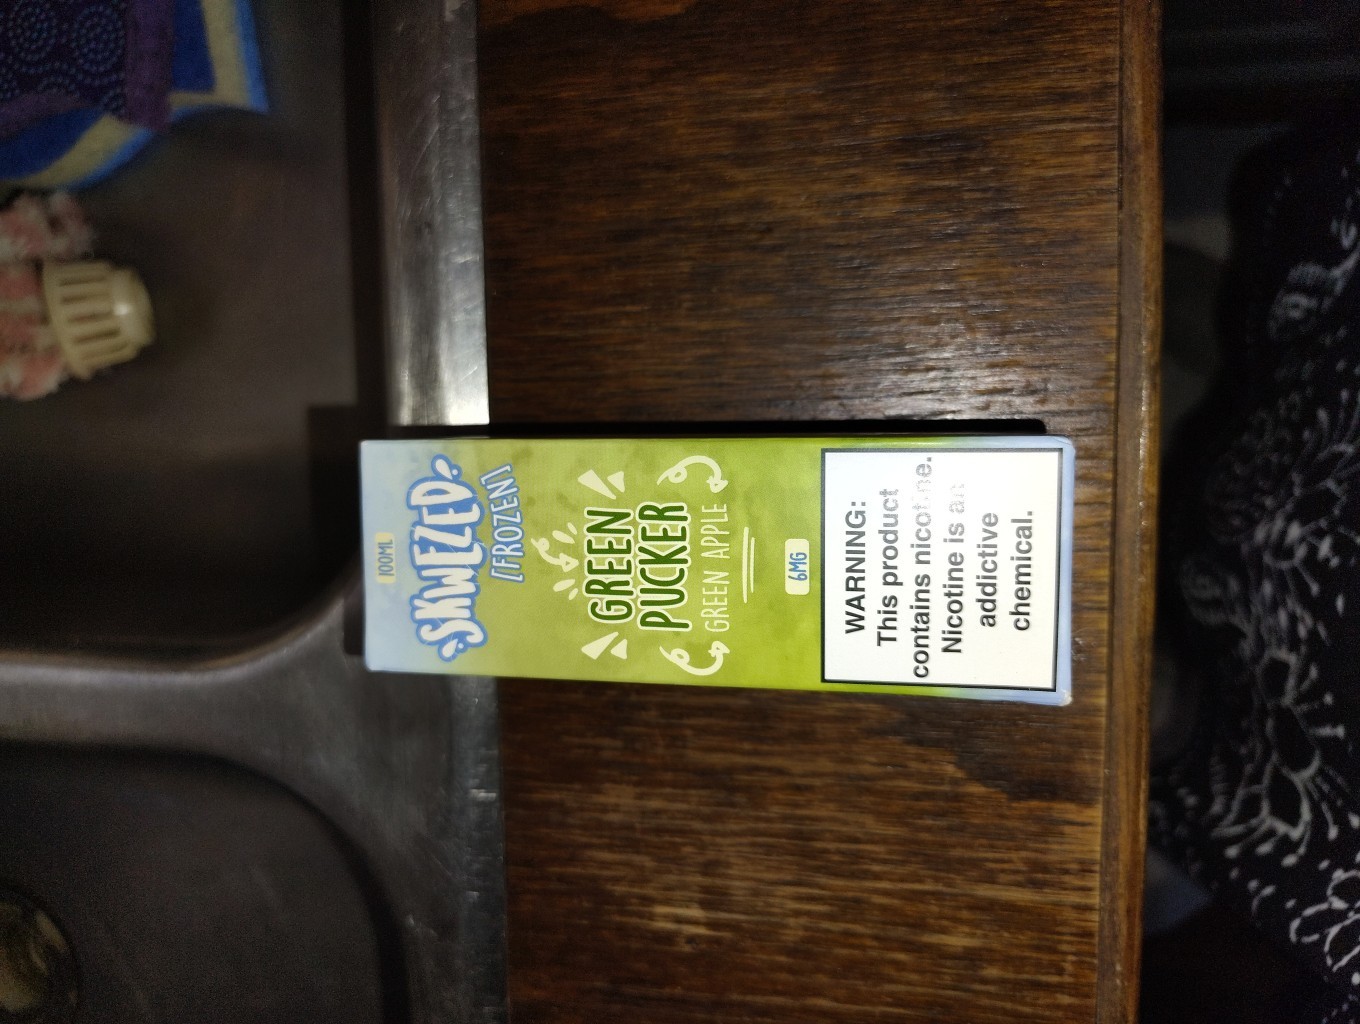 100ML
SKWEZED
[FROZEN]
GREEN
PUCKER
GREEN APPLE
6MG
WARNING:
This product
contains nicotine.
Nicotine is an
addictive
chemical.